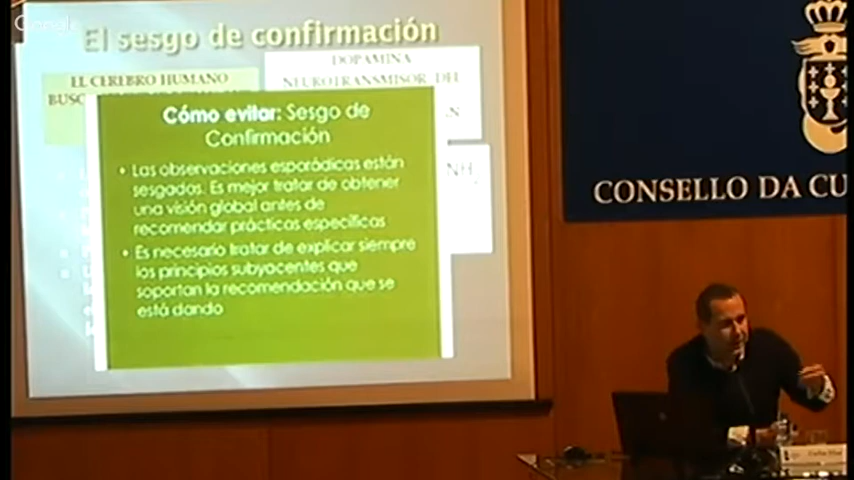 El sesgo de confirmación
EL CEREBRO HUMANO
DOPAMINA
NEUROTRANSMISOR DEL
NH2
Cómo evitar: Sesgo de
Confirmación
• Las observaciones esporádicas están
sesgadas. Es mejor tratar de obtener
una visión global antes de
recomendar prácticas específicas
• Es necesario tratar de explicar siempre
los principios subyacentes que
soportan la recomendación que se
está dando
CONSELLO DA CU